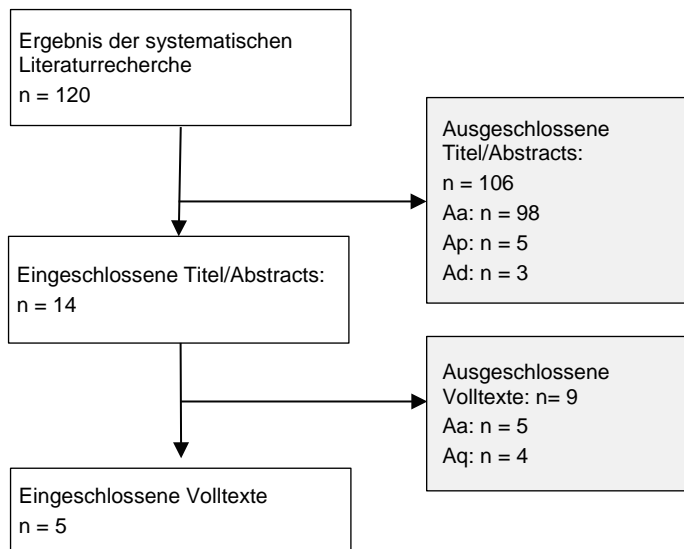 Ergebnis der systematischen
Literaturrecherche
n = 120
Ausgeschlossene
Titel/Abstracts:
n = 106
Aa: n = 98
Ap: n = 5
Ad: n = 3
Eingeschlossene Titel/Abstracts:
n = 14
Ausgeschlossene
Volltexte: n= 9
Aa: n = 5
Aq: n = 4
Eingeschlossene Volltexte
n = 5